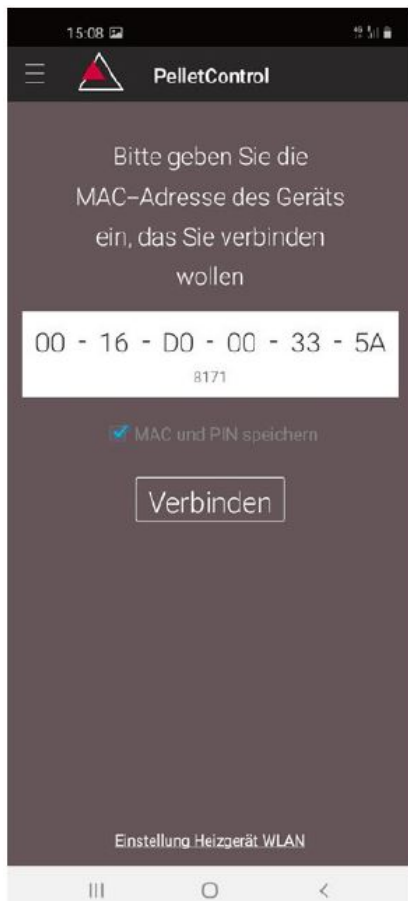 15:08
PelletControl
Bitte geben Sie die
MAC-Adresse des Geräts
ein, das Sie verbinden
wollen
00 - 16 - D0 - 00 - 33 - 5A
8171
MAC und PIN speichern
Verbinden
Einstellung Heizgerät WLAN